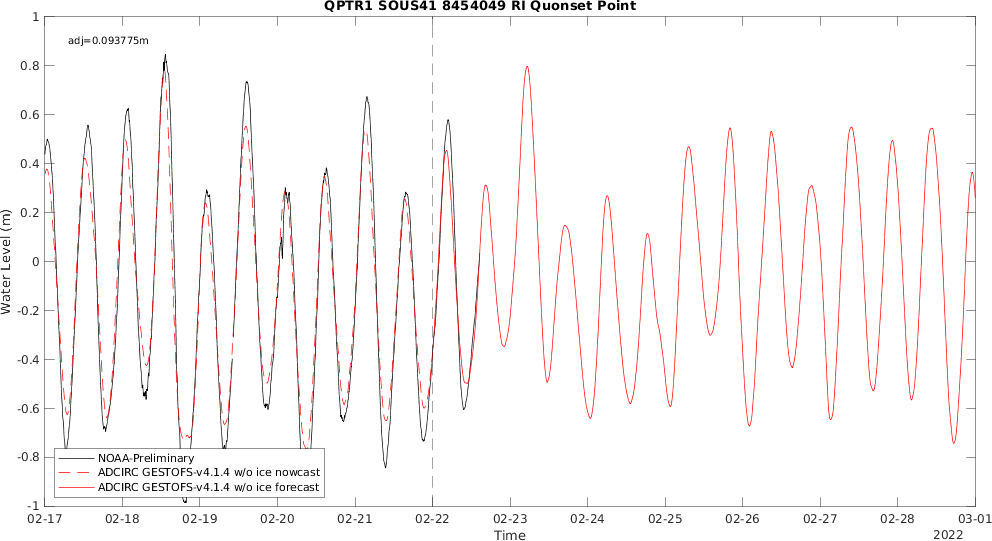 QPTR1 SOUS41 8454049 RI Quonset Point
adj=0.093775m
1
0.8
0.6
0.4
0.2
0
-0.2
-0.4
-0.6
-0.8
-1
Water Level (m)
NOAA-Preliminary
ADCIRC GESTOFS-v4.1.4 w/o ice nowcast
ADCIRC GESTOFS-v4.1.4 w/o ice forecast
02-17 02-18 02-19 02-20 02-21 02-22 02-23 02-24 02-25 02-26 02-27 02-28 03-01
Time
2022